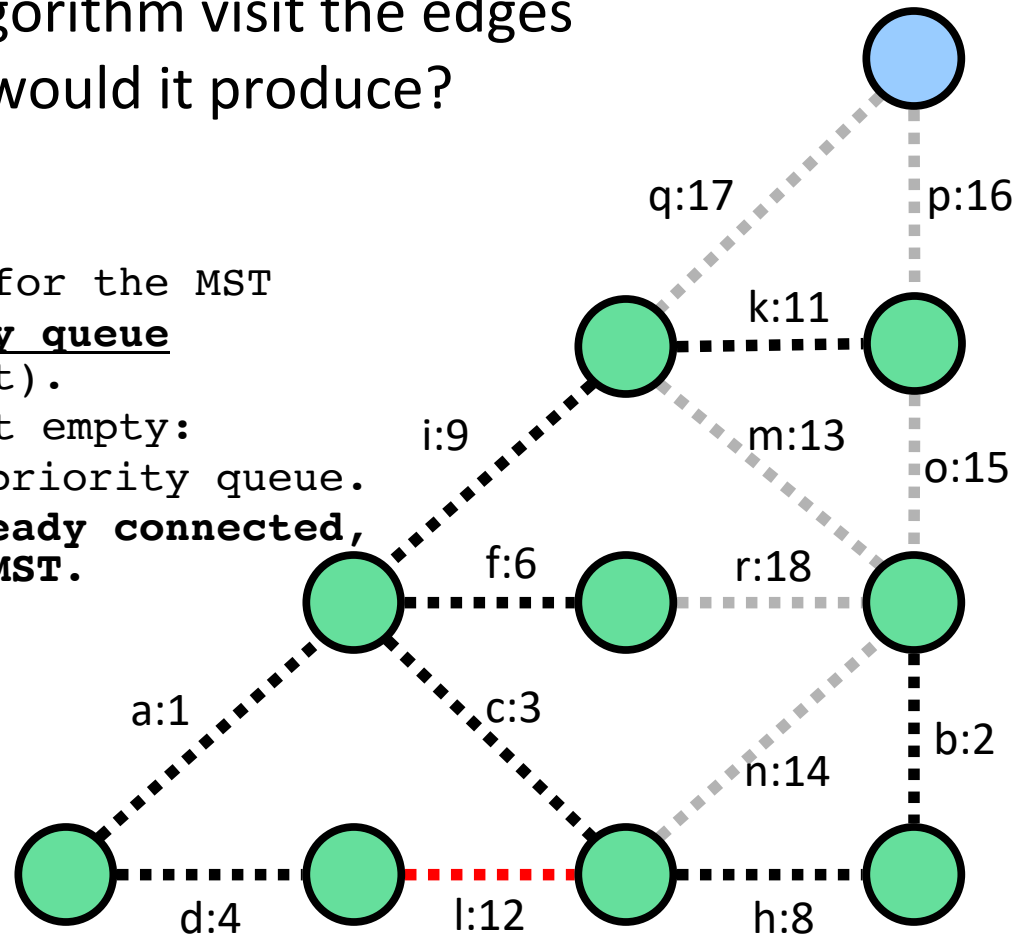 gorithm visit the edges
would it produce?
q:17
p:16
for the MST
y queue
k:11
t).
t empty:
i:9
m:13
priority queue.
o:15
eady connected,
f:6
r:18
MST.
a:1
c:3
b:2
n:14
d:4
l:12
h:8